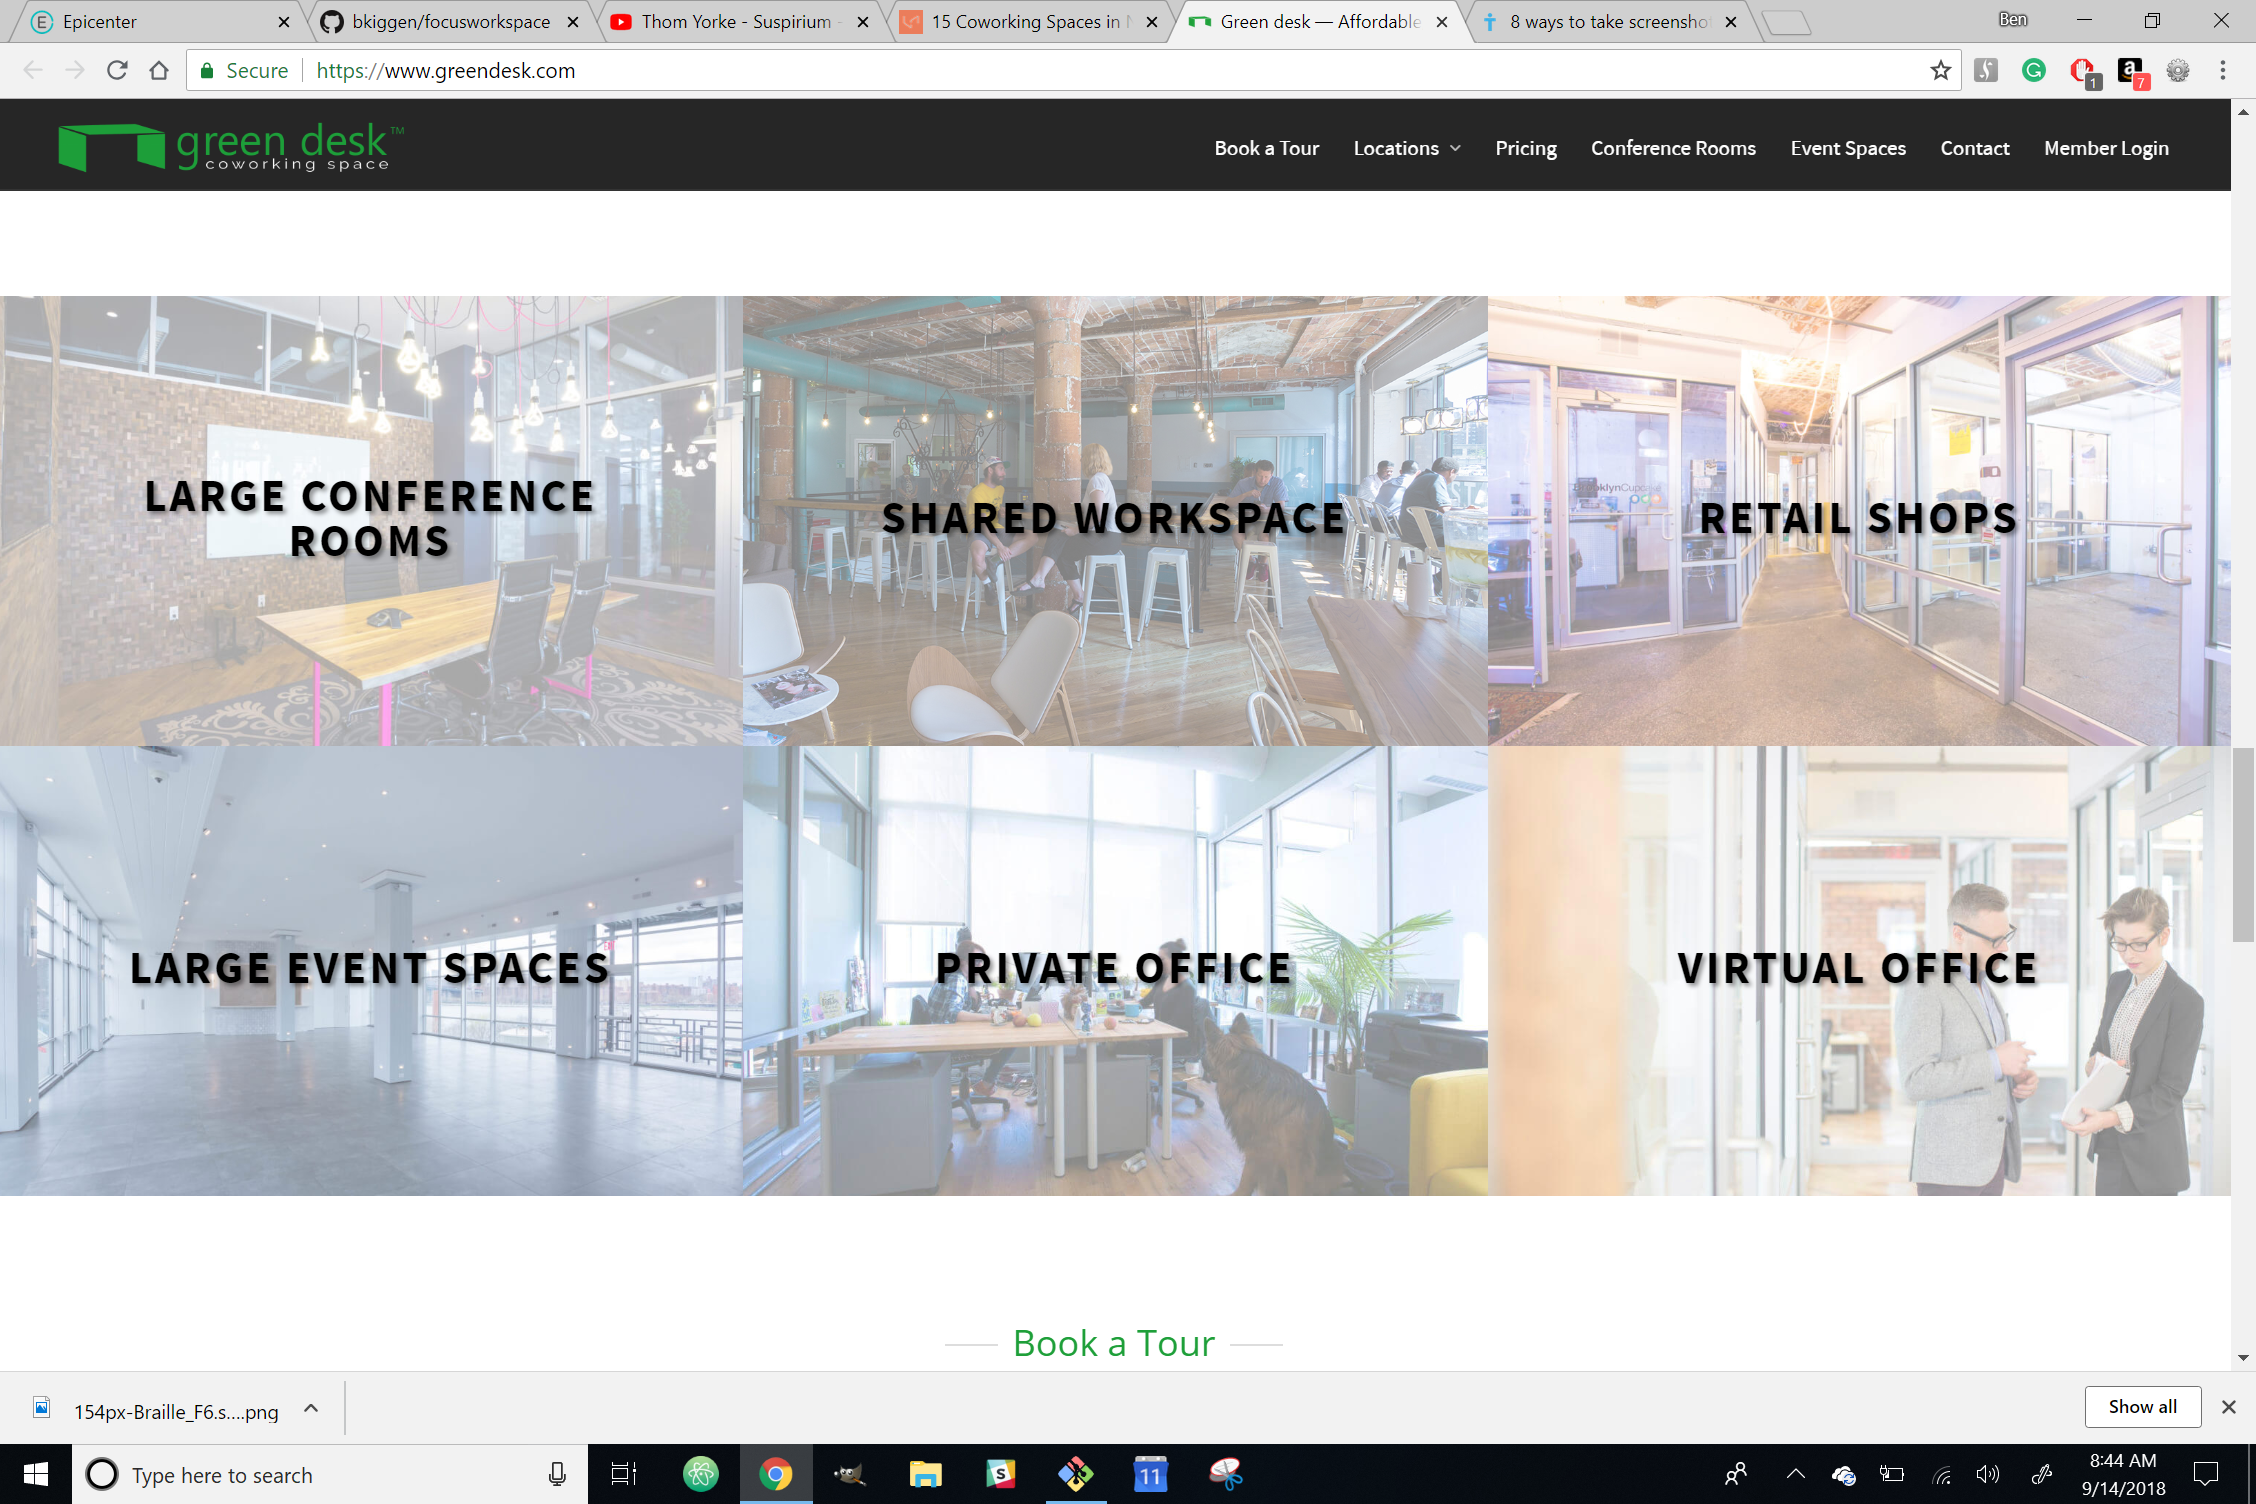 Epicenter
bkiggen/focusworkspace
Thom Yorke - Suspirium -
15 Coworking Spaces in N
Green desk — Affordable
8 ways to take screensho
Ben
Secure
https://www.greendesk.com
1
7
green desk™
coworking space
Book a Tour
Locations
Pricing
Conference Rooms
Event Spaces
Contact
Member Login
LARGE CONFERENCE
ROOMS
SHARED WORKSPACE
RETAIL SHOPS
LARGE EVENT SPACES
PRIVATE OFFICE
VIRTUAL OFFICE
Book a Tour
154px-Braille_F6.s....png
Show all
Type here to search
11
8:44 AM
9/14/2018